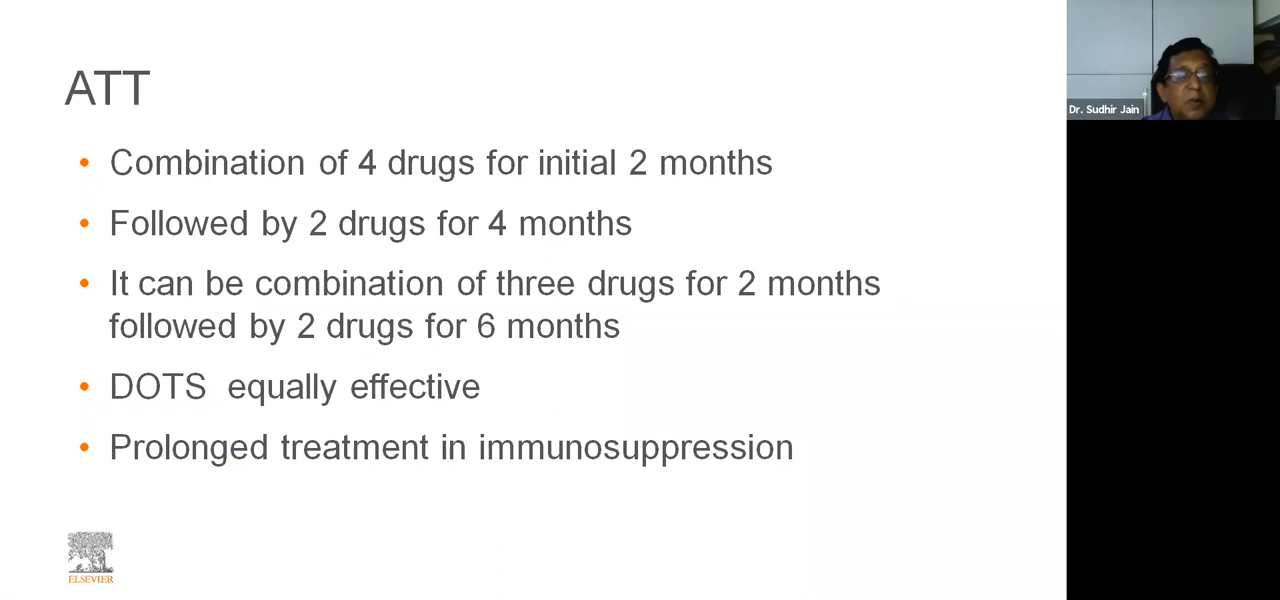 ATT
• Combination of 4 drugs for initial 2 months
• Followed by 2 drugs for 4 months
• It can be combination of three drugs for 2 months
followed by 2 drugs for 6 months
• DOTS equally effective
• Prolonged treatment in immunosuppression
ELSEVIER
Dr. Sudhir Jain